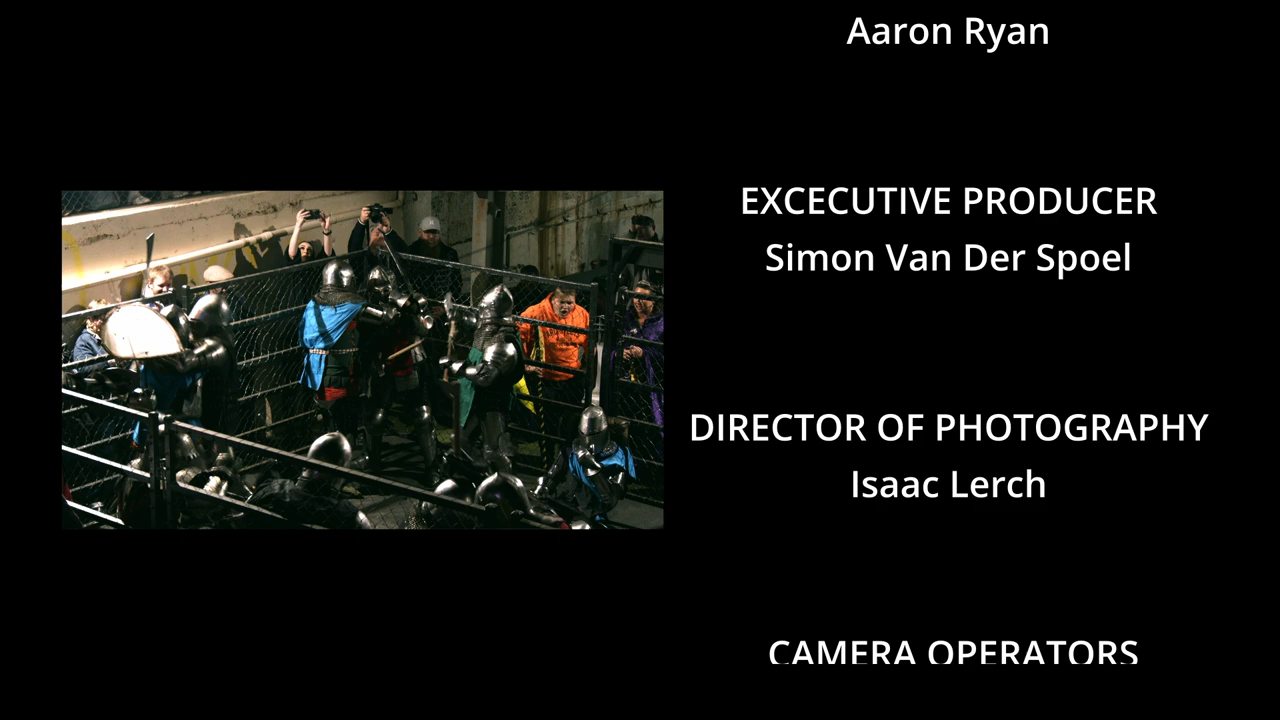 Aaron Ryan
EXCECUTIVE PRODUCER
Simon Van Der Spoel
DIRECTOR OF PHOTOGRAPHY
Isaac Lerch
CAMERA OPERATORS